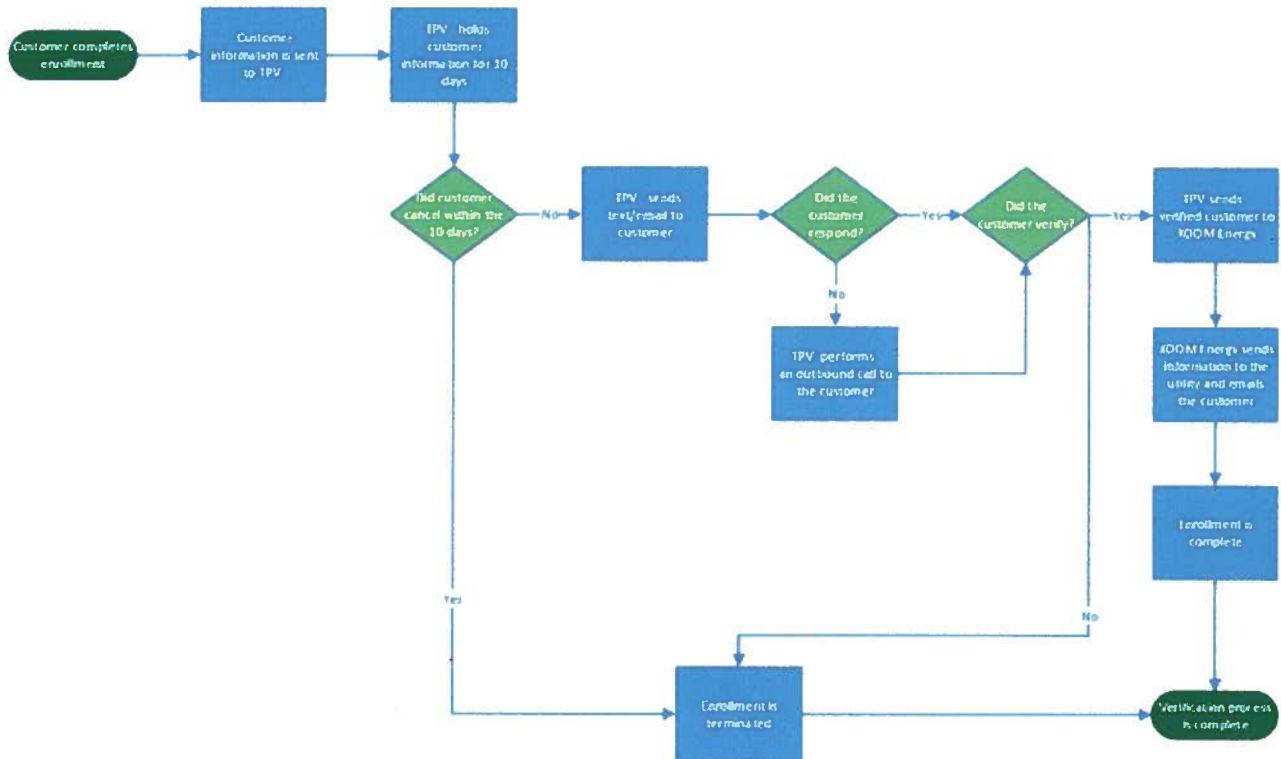 Customer completes
enrollment
Customer
information is sent
to TPV
TPV holds
customer
information for 10
days
Did customer
cancel within the
10 days?
No
TPV sends
text/email to
customer
Did the
customer
respond?
Yes
Did the
customer verify?
Yes
TPV sends
verified customer to
XOOM Energy
No
TPV performs
an outbound call to
the customer
XOOM Energy sends
information to the
utility and emails
the customer
Enrollment is
complete
Yes
No
Enrollment is
terminated
Verification process
is complete